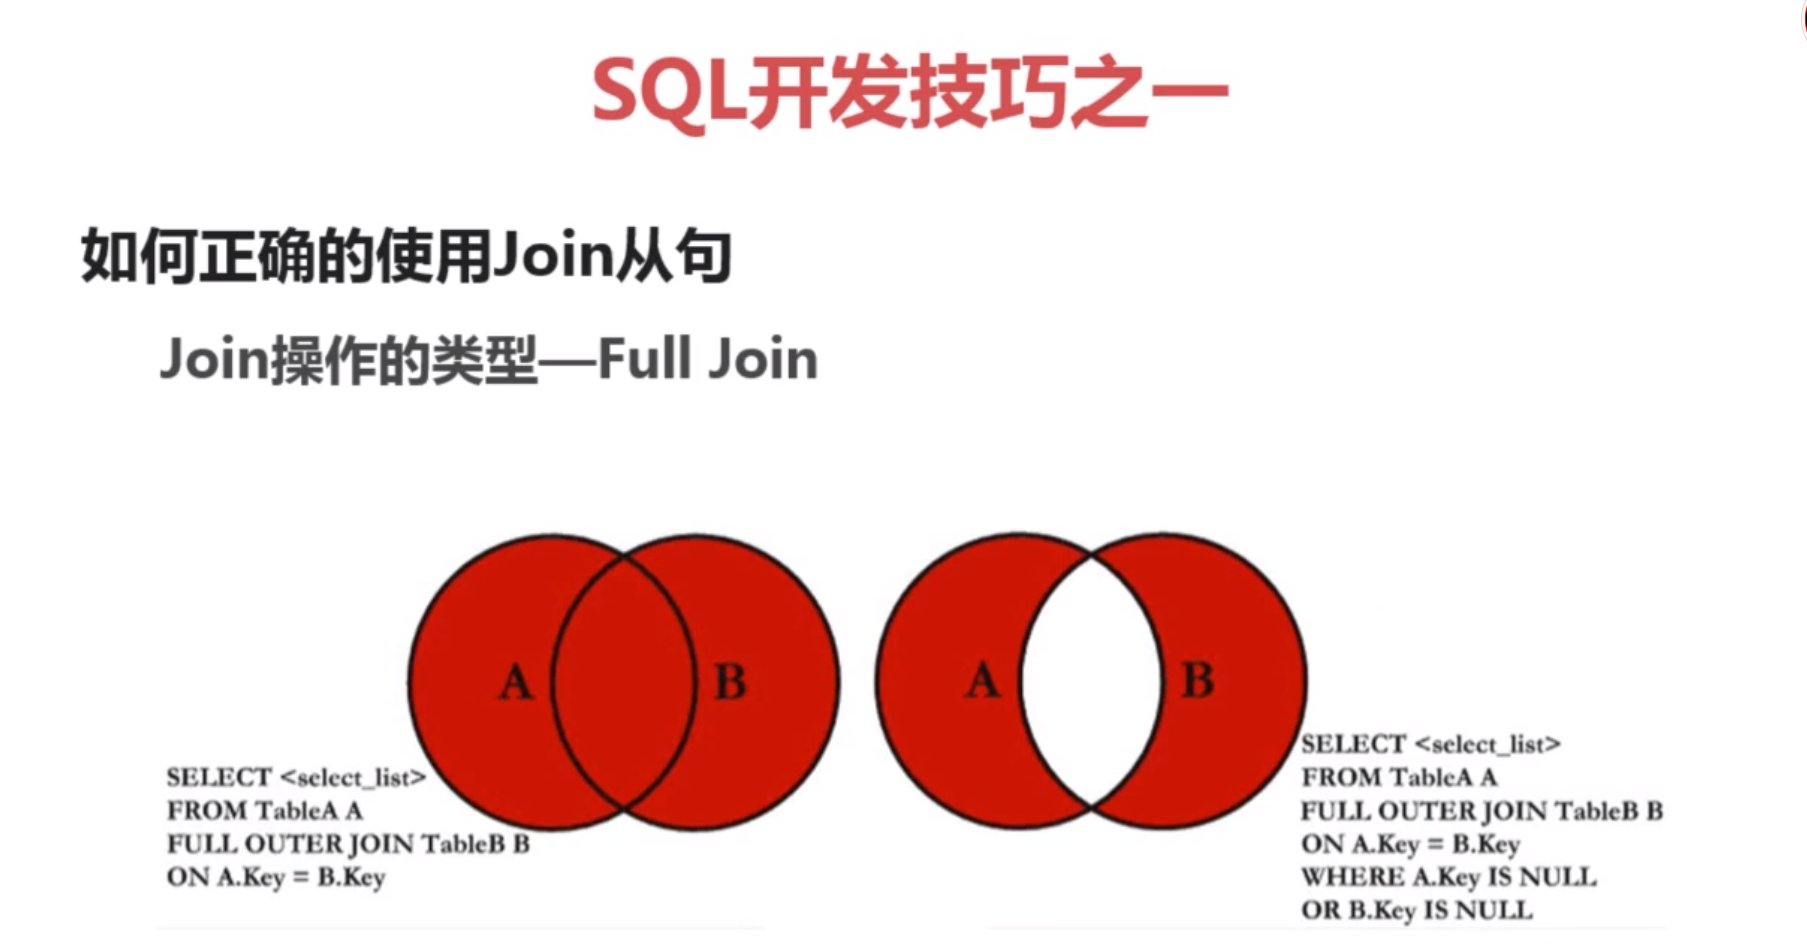 SQL开发技巧之一
如何正确的使用Join从句
Join操作的类型—Full Join
A
B
SELECT <select_list>
FROM TableA A
FULL OUTER JOIN TableB B
ON A.Key = B.Key
A
B
SELECT <select_list>
FROM TableA A
FULL OUTER JOIN TableB B
ON A.Key = B.Key
WHERE A.Key IS NULL
OR B.Key IS NULL